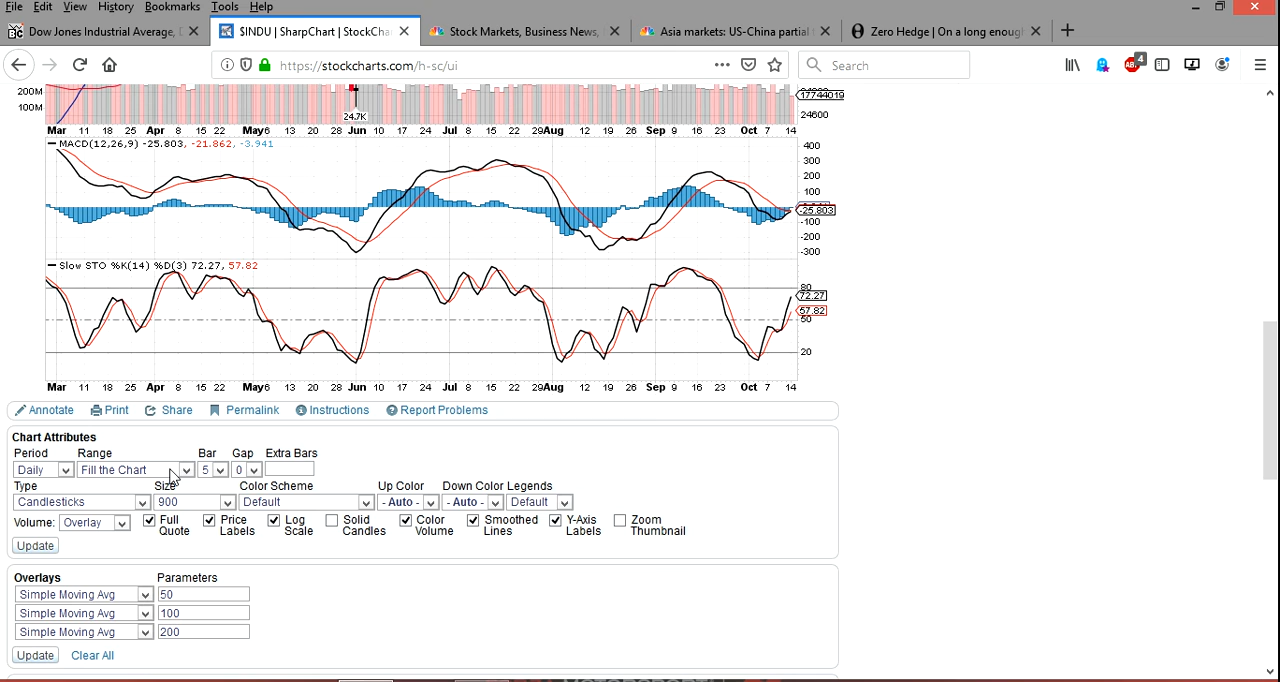 File Edit View History Bookmarks Tools Help
Dow Jones Industrial Average, $INDU | SharpChart | StockCha Stock Markets, Business News, Asia markets: US-China partial Zero Hedge | On a long enough
https://stockcharts.com/h-sc/ui Search 4
200M
100M 17744019
24600
24.7K
Mar 11 18 25 Apr 8 15 22 May6 13 20 28 Jun 10 17 24 Jul 8 15 22 29Aug 12 19 26 Sep 9 16 23 Oct 7 14
MACD(12,26,9) -25.803, -21.862, -3.941
400
300
200
100
-25.803
-100
-200
-300
Slow STO %K(14) %D(3) 72.27, 57.82
80
72.27
57.82
50
20
Mar 11 18 25 Apr 8 15 22 May6 13 20 28 Jun 10 17 24 Jul 8 15 22 29Aug 12 19 26 Sep 9 16 23 Oct 7 14
Annotate Print Share Permalink Instructions Report Problems
Chart Attributes
Period Range Bar Gap Extra Bars
Daily Fill the Chart 5 0
Type Size Color Scheme Up Color Down Color Legends
Candlesticks 900 Default - Auto - - Auto - Default
Volume: Overlay Full Quote Price Labels Log Scale Solid Candles Color Volume Smoothed Lines Y-Axis Labels Zoom Thumbnail
Update
Overlays Parameters
Simple Moving Avg 50
Simple Moving Avg 100
Simple Moving Avg 200
Update Clear All